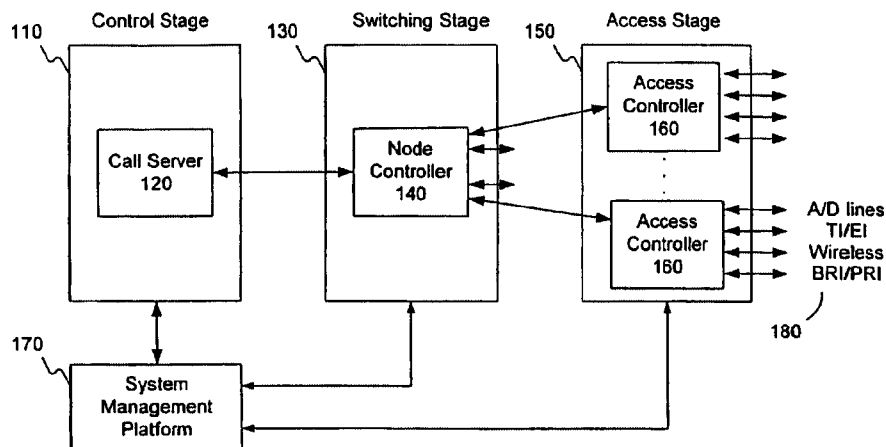 Control Stage
Switching Stage
Access Stage
110
130
150
Access
Controller
160
Call Server
120
Node
Controller
140
Access
Controller
160
A/D lines
TI/EI
Wireless
BRI/PRI
180
170
System
Management
Platform